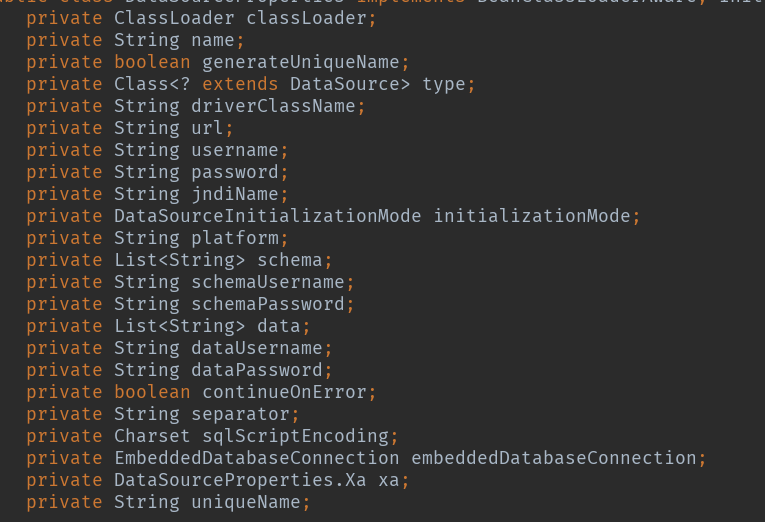 private ClassLoader classLoader;
private String name;
private boolean generateUniqueName;
private Class<? extends DataSource> type;
private String driverClassName;
private String url;
private String username;
private String password;
private String jndiName;
private DataSourceInitializationMode initializationMode;
private String platform;
private List<String> schema;
private String schemaUsername;
private String schemaPassword;
private List<String> data;
private String dataUsername;
private String dataPassword;
private boolean continueOnError;
private String separator;
private Charset sqlScriptEncoding;
private EmbeddedDatabaseConnection embeddedDatabaseConnection;
private DataSourceProperties.Xa xa;
private String uniqueName;